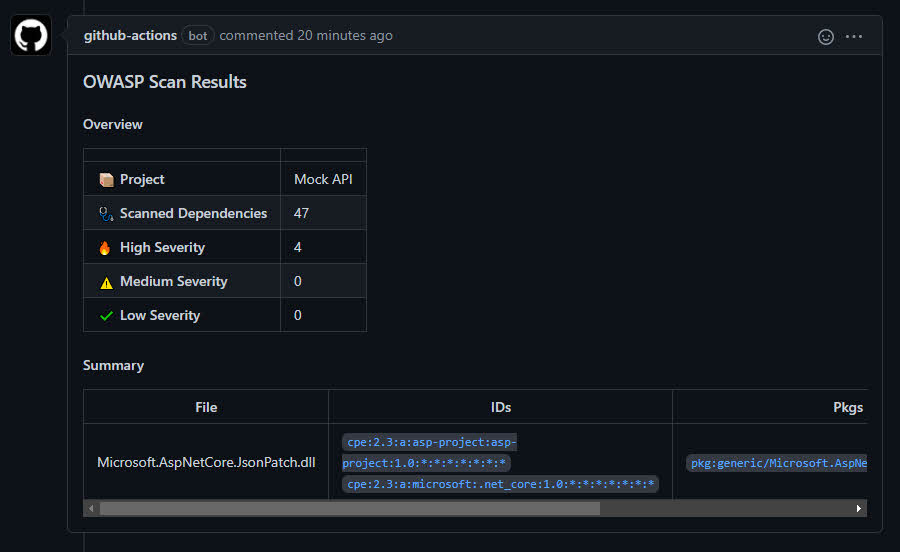 github-actions bot commented 20 minutes ago
OWASP Scan Results
Overview
Project Mock API
Scanned Dependencies 47
High Severity 4
Medium Severity 0
Low Severity 0
Summary
File IDs Pkgs
Microsoft.AspNetCore.JsonPatch.dll
cpe:2.3:a:asp-project:asp-
project:1.0:*:*:*:*:*:*:*
cpe:2.3:a:microsoft:.net_core:1.0:*:*:*:*:*:*:*
pkg:generic/Microsoft.AspNe